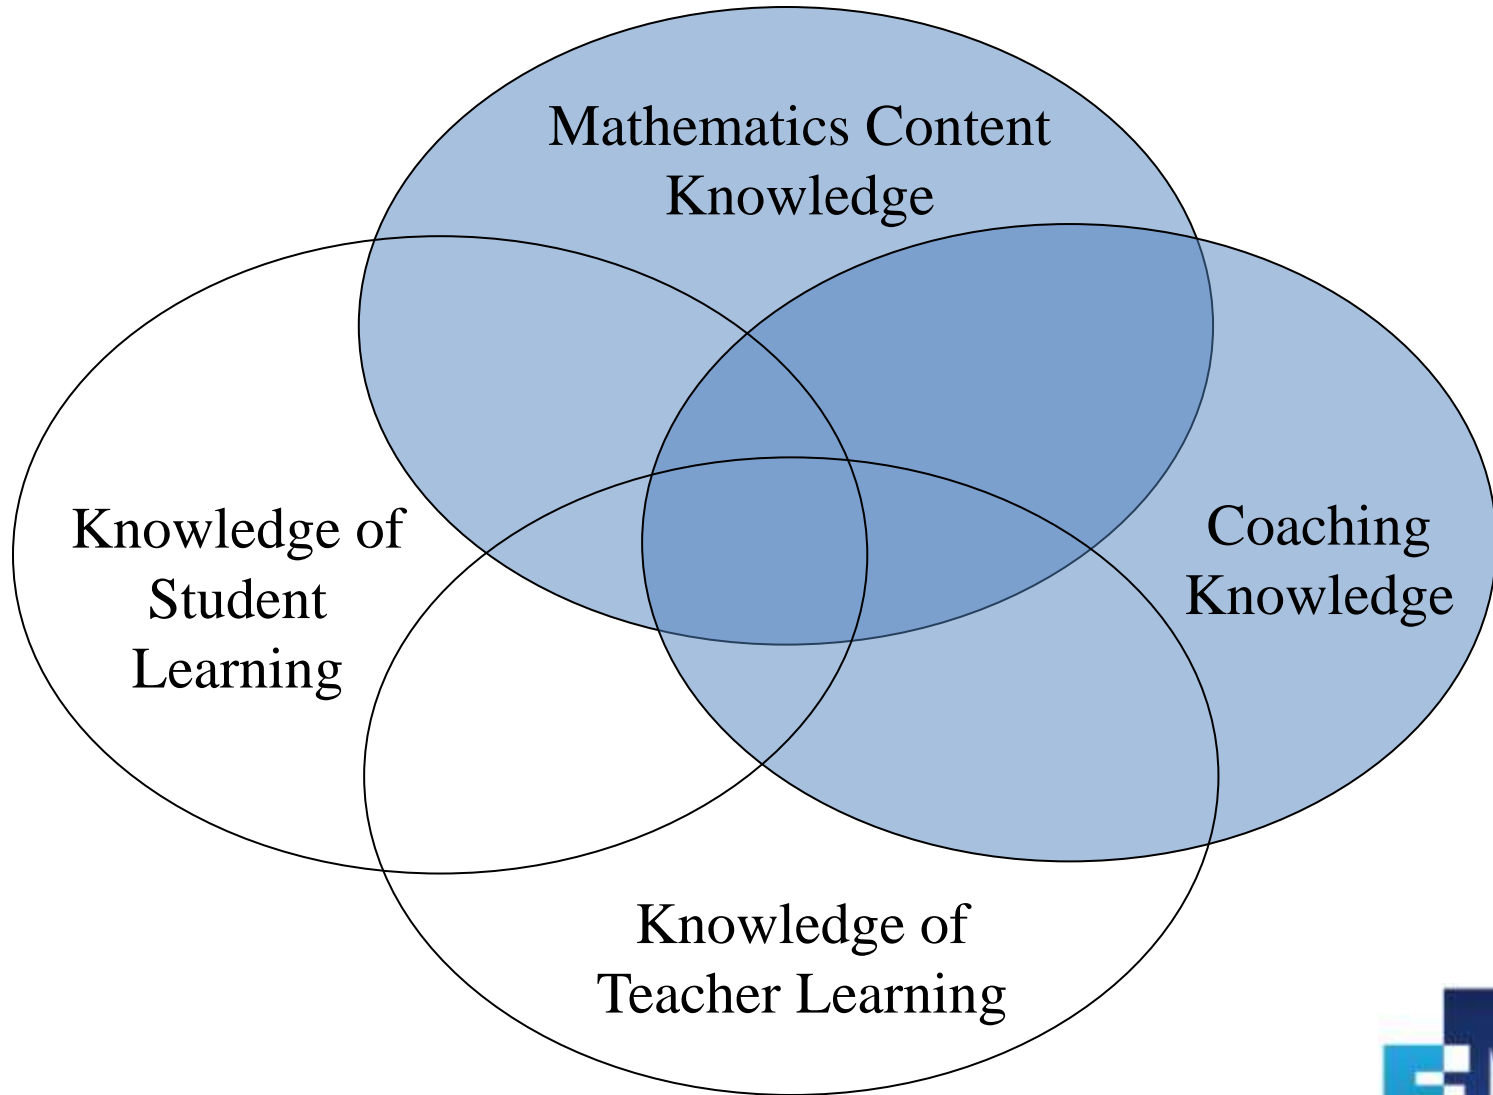 Mathematics Content
Knowledge
Knowledge of
Student
Learning
Coaching
Knowledge
Knowledge of
Teacher Learning